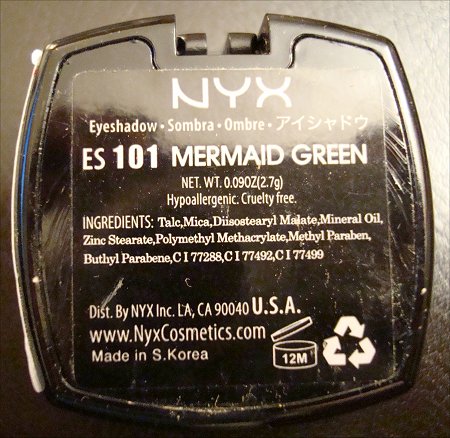 NYX
Eyeshadow • Sombra • Ombre • アイシャドウ
ES 101 MERMAID GREEN
NET. WT. 0.09OZ(2.7g)
Hypoallergenic: Cruelty free.
INGREDIENTS: Talc,Mica,Diisostearyl Malate,Mineral Oil,
Zinc Stearate,Polymethyl Methacrylate,Methyl Paraben,
Buthyl Parabene,C I 77288,C I 77492,C I 77499
Dist. By NYX Inc. LA, CA 90040 U.S.A.
www.NyxCosmetics.com
Made in S.Korea
12M